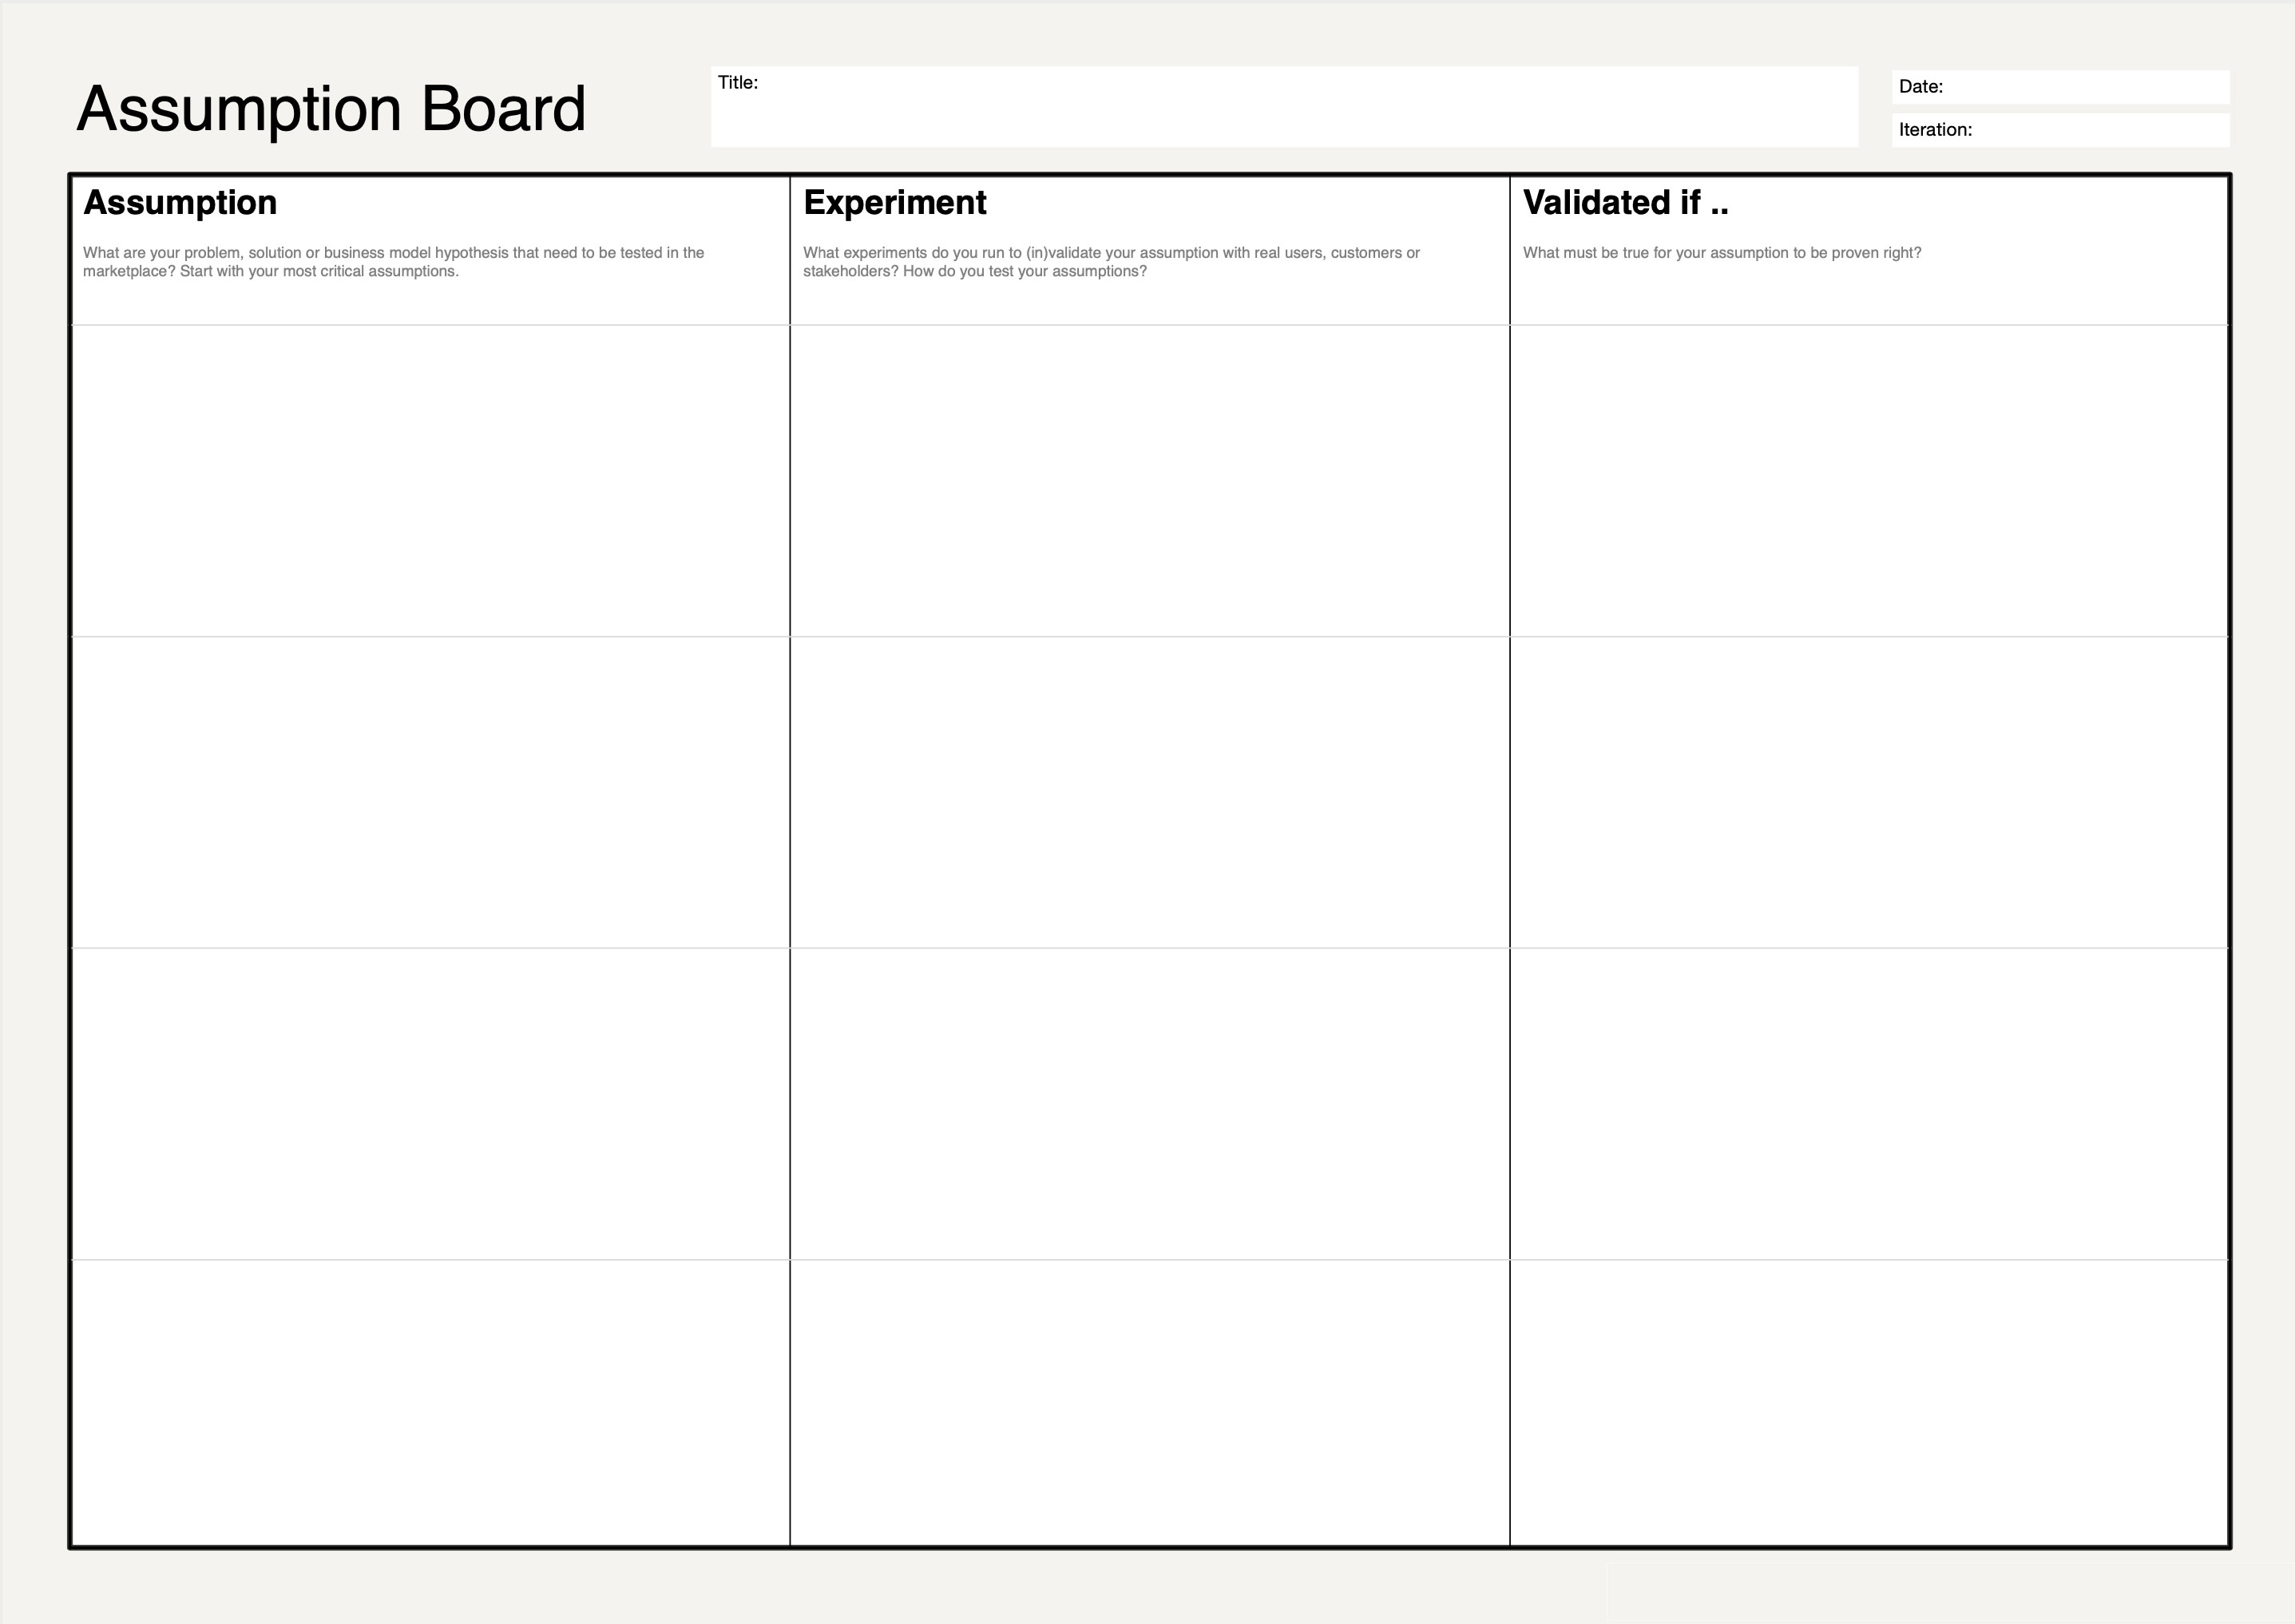 Assumption Board
Title:
Date:
Iteration:
Assumption
What are your problem, solution or business model hypothesis that need to be tested in the
marketplace? Start with your most critical assumptions.
Experiment
What experiments do you run to (in)validate your assumption with real users, customers or
stakeholders? How do you test your assumptions?
Validated if ..
What must be true for your assumption to be proven right?